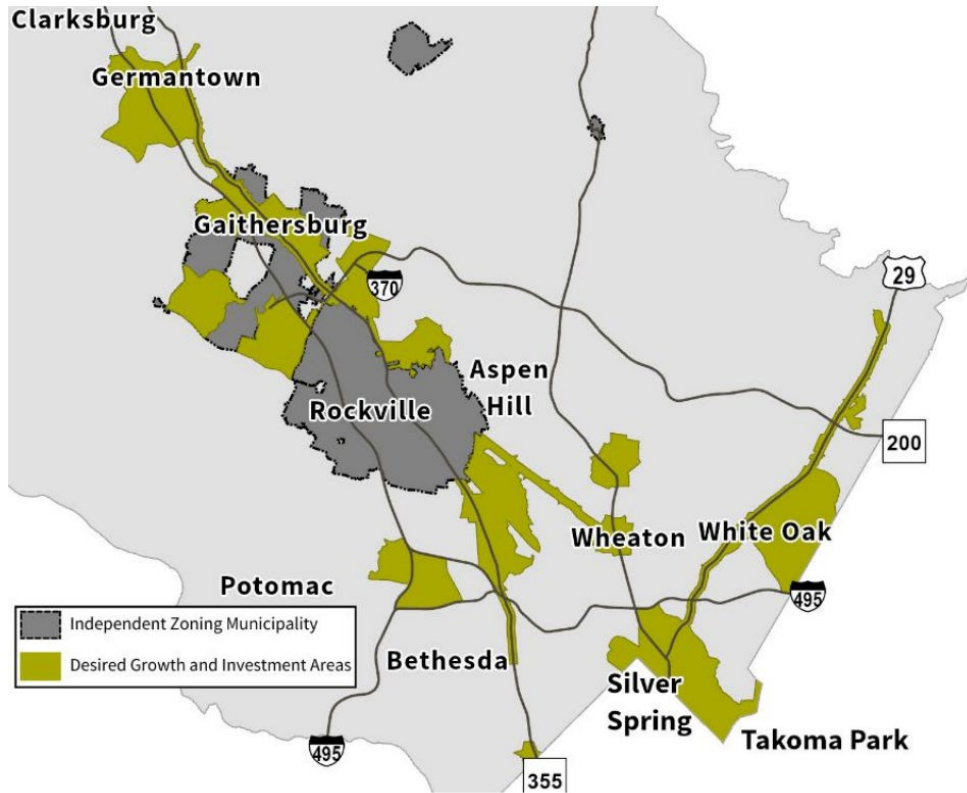 Clarksburg
Germantown
Gaithersburg
370
29
Aspen
Hill
Rockville
200
Wheaton
White Oak
Potomac
495
Independent Zoning Municipality
Desired Growth and Investment Areas
Bethesda
Silver
Spring
Takoma Park
495
355